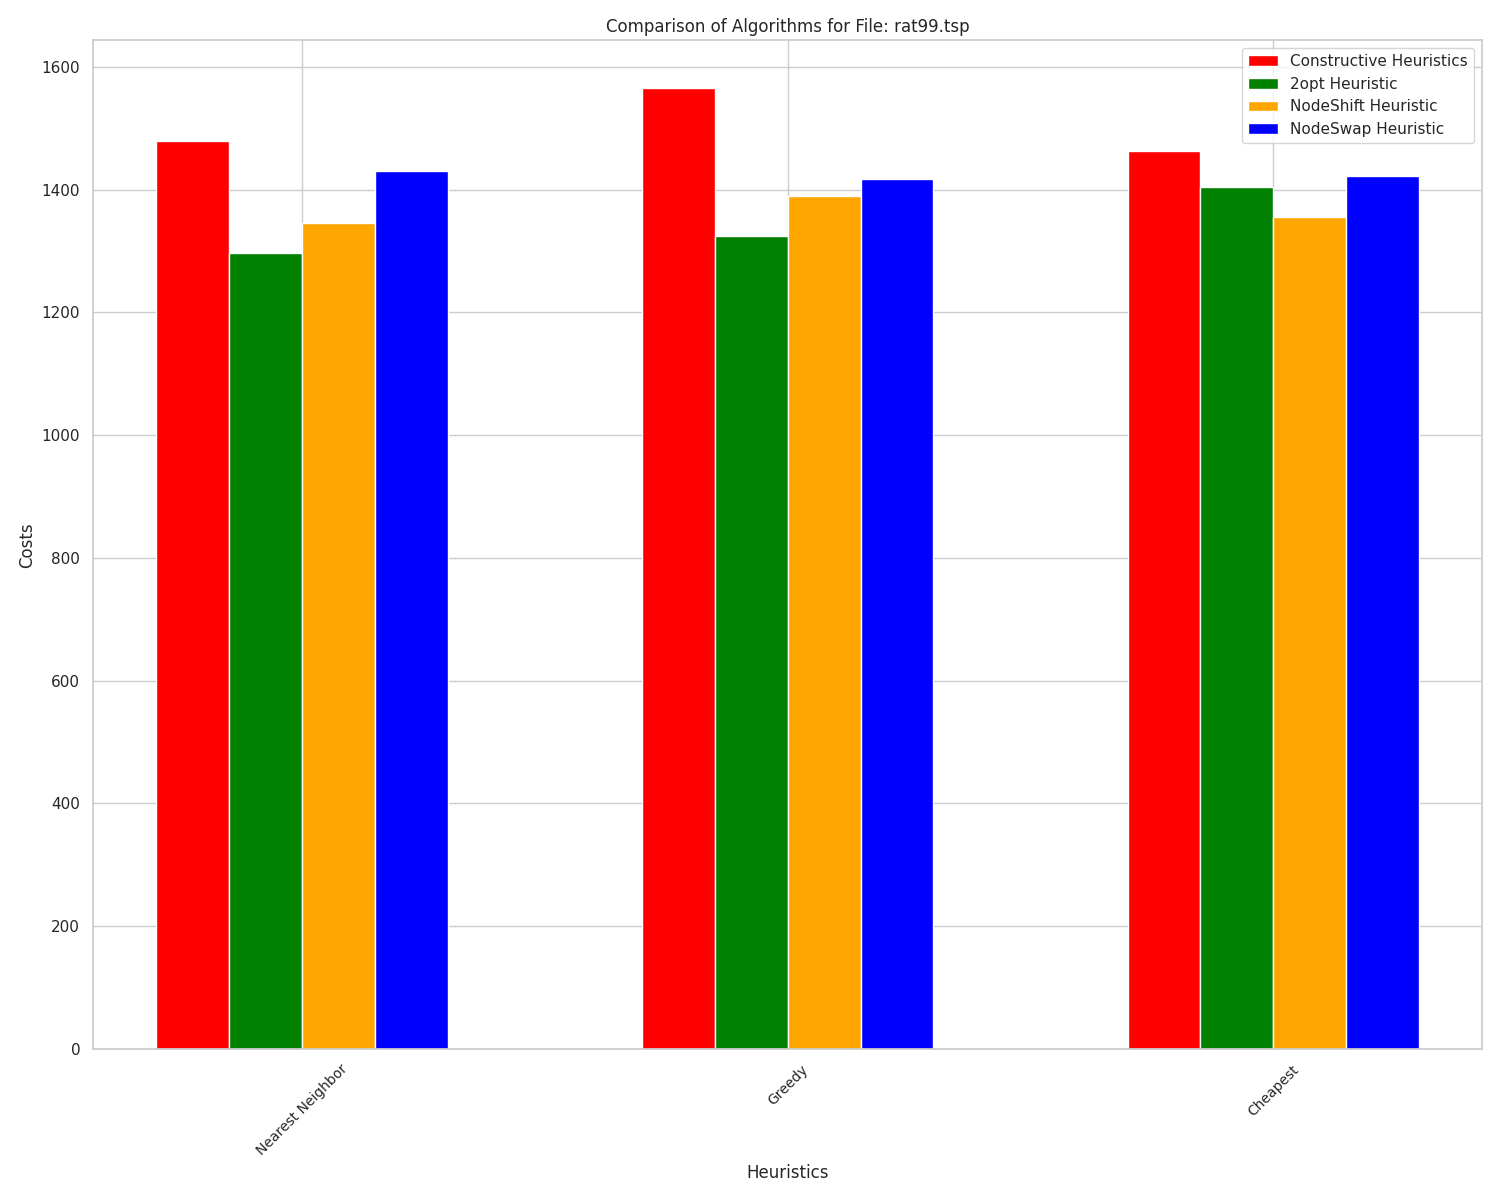 Comparison of Algorithms for File: rat99.tsp
Constructive Heuristics
2opt Heuristic
NodeShift Heuristic
NodeSwap Heuristic
1600
1400
1200
1000
800
600
400
200
0
Costs
Nearest Neighbor
Greedy
Cheapest
Heuristics